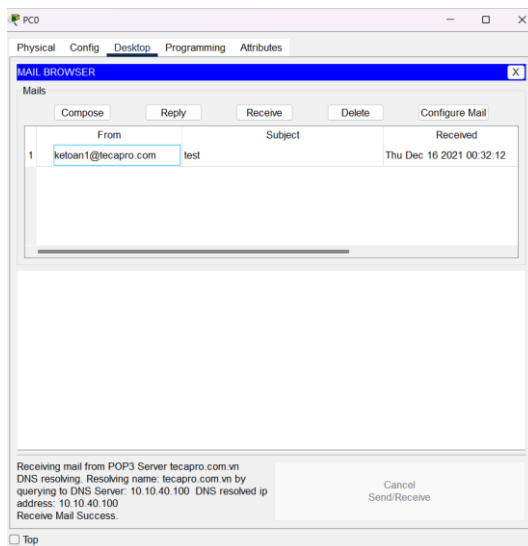 PC0
Physical Config Desktop Programming Attributes
MAIL BROWSER X
Mails
Compose Reply Receive Delete Configure Mail
From Subject Received
1 ketoan1@tecapro.com test Thu Dec 16 2021 00:32:12
Receiving mail from POP3 Server tecapro.com.vn
DNS resolving. Resolving name: tecapro.com.vn by
querying to DNS Server: 10.10.40.100 DNS resolved ip
address: 10.10.40.100
Receive Mail Success.
Cancel
Send/Receive
Top